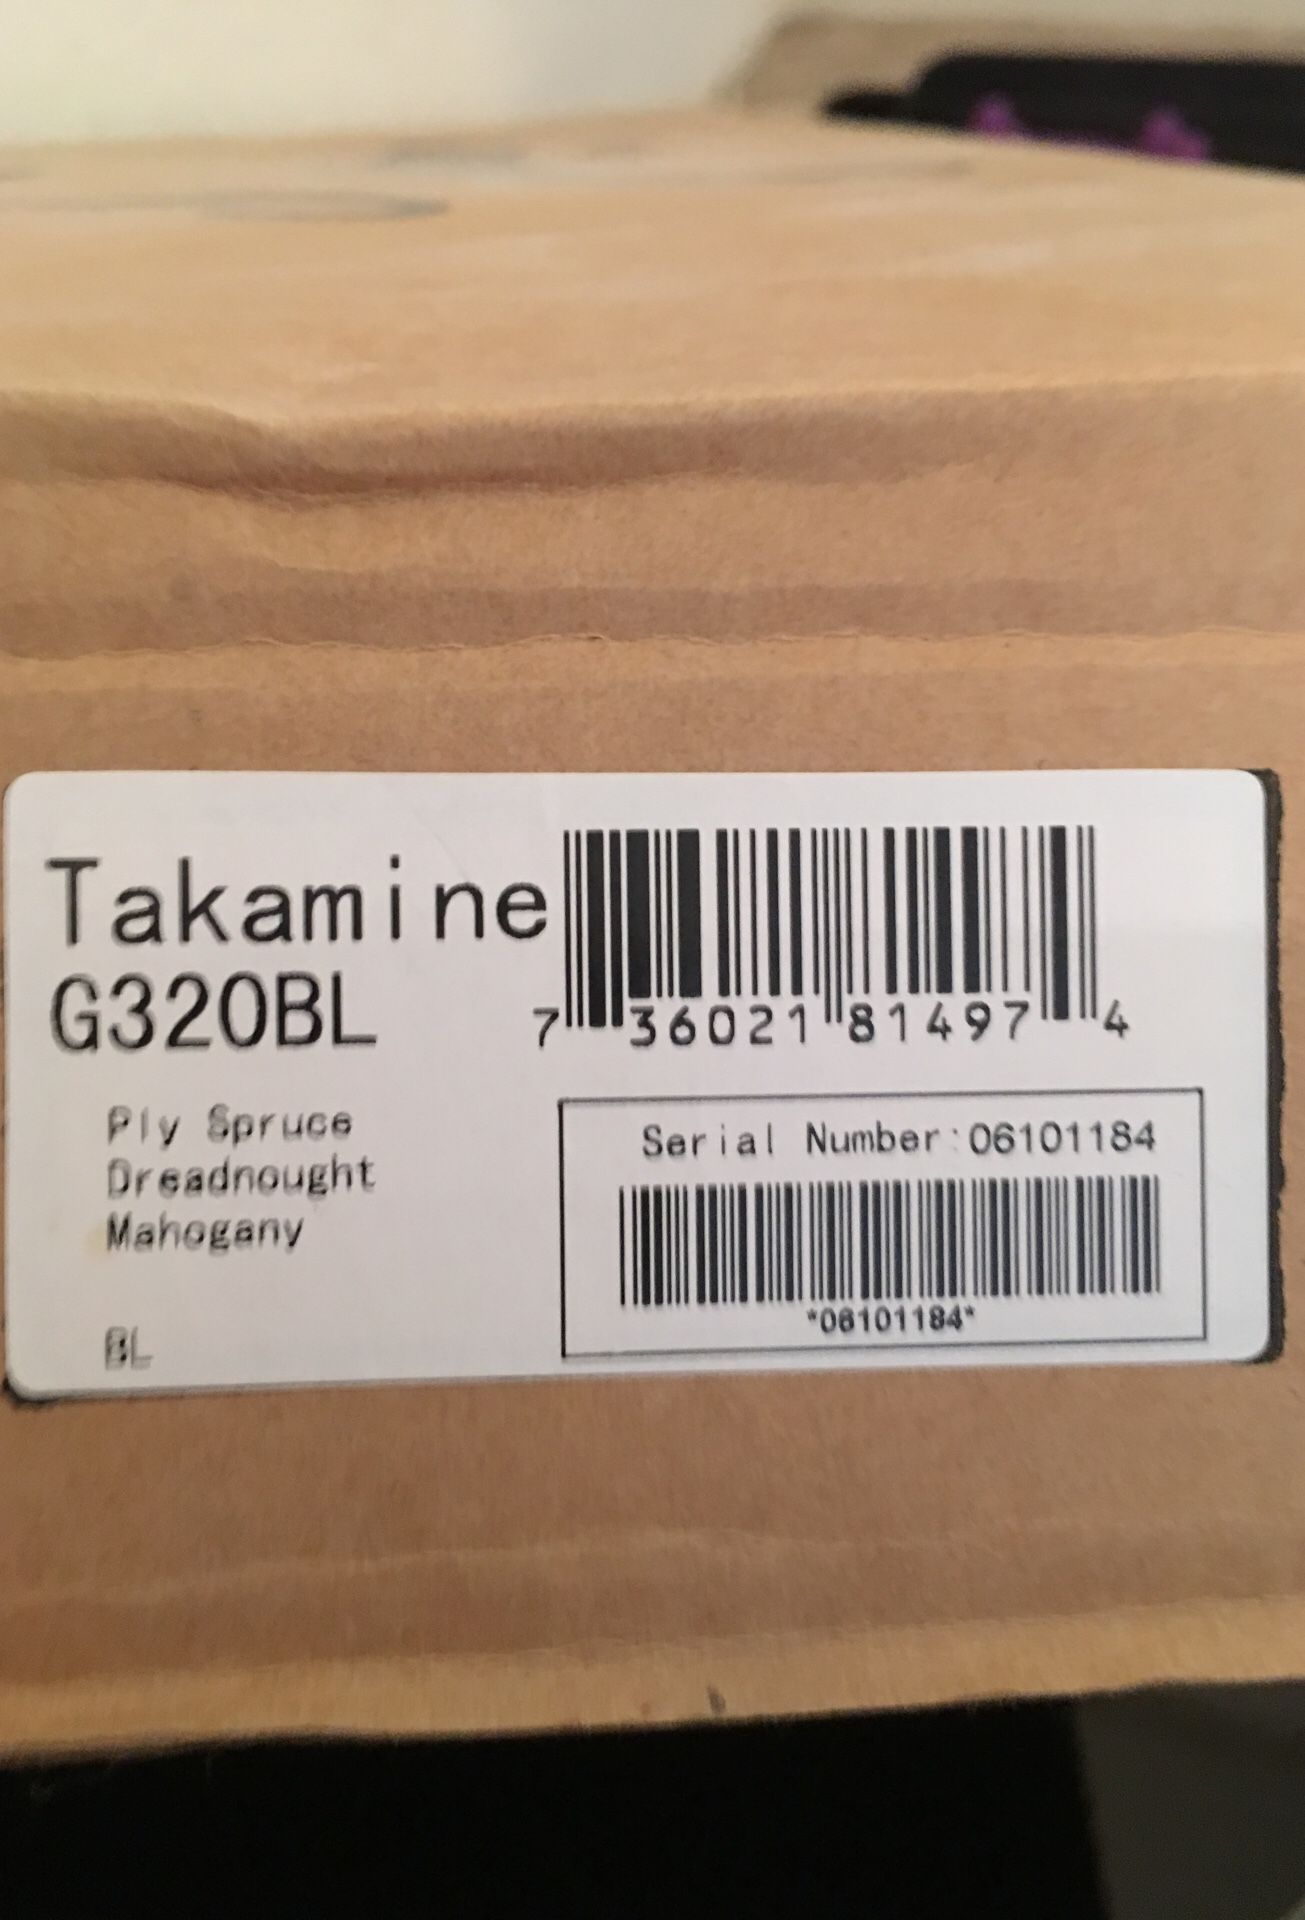 Takamine
G320BL
7 36021 81497 4
Ply Spruce
Dreadnought
Mahogany
BL
Serial Number:06101184
*06101184*